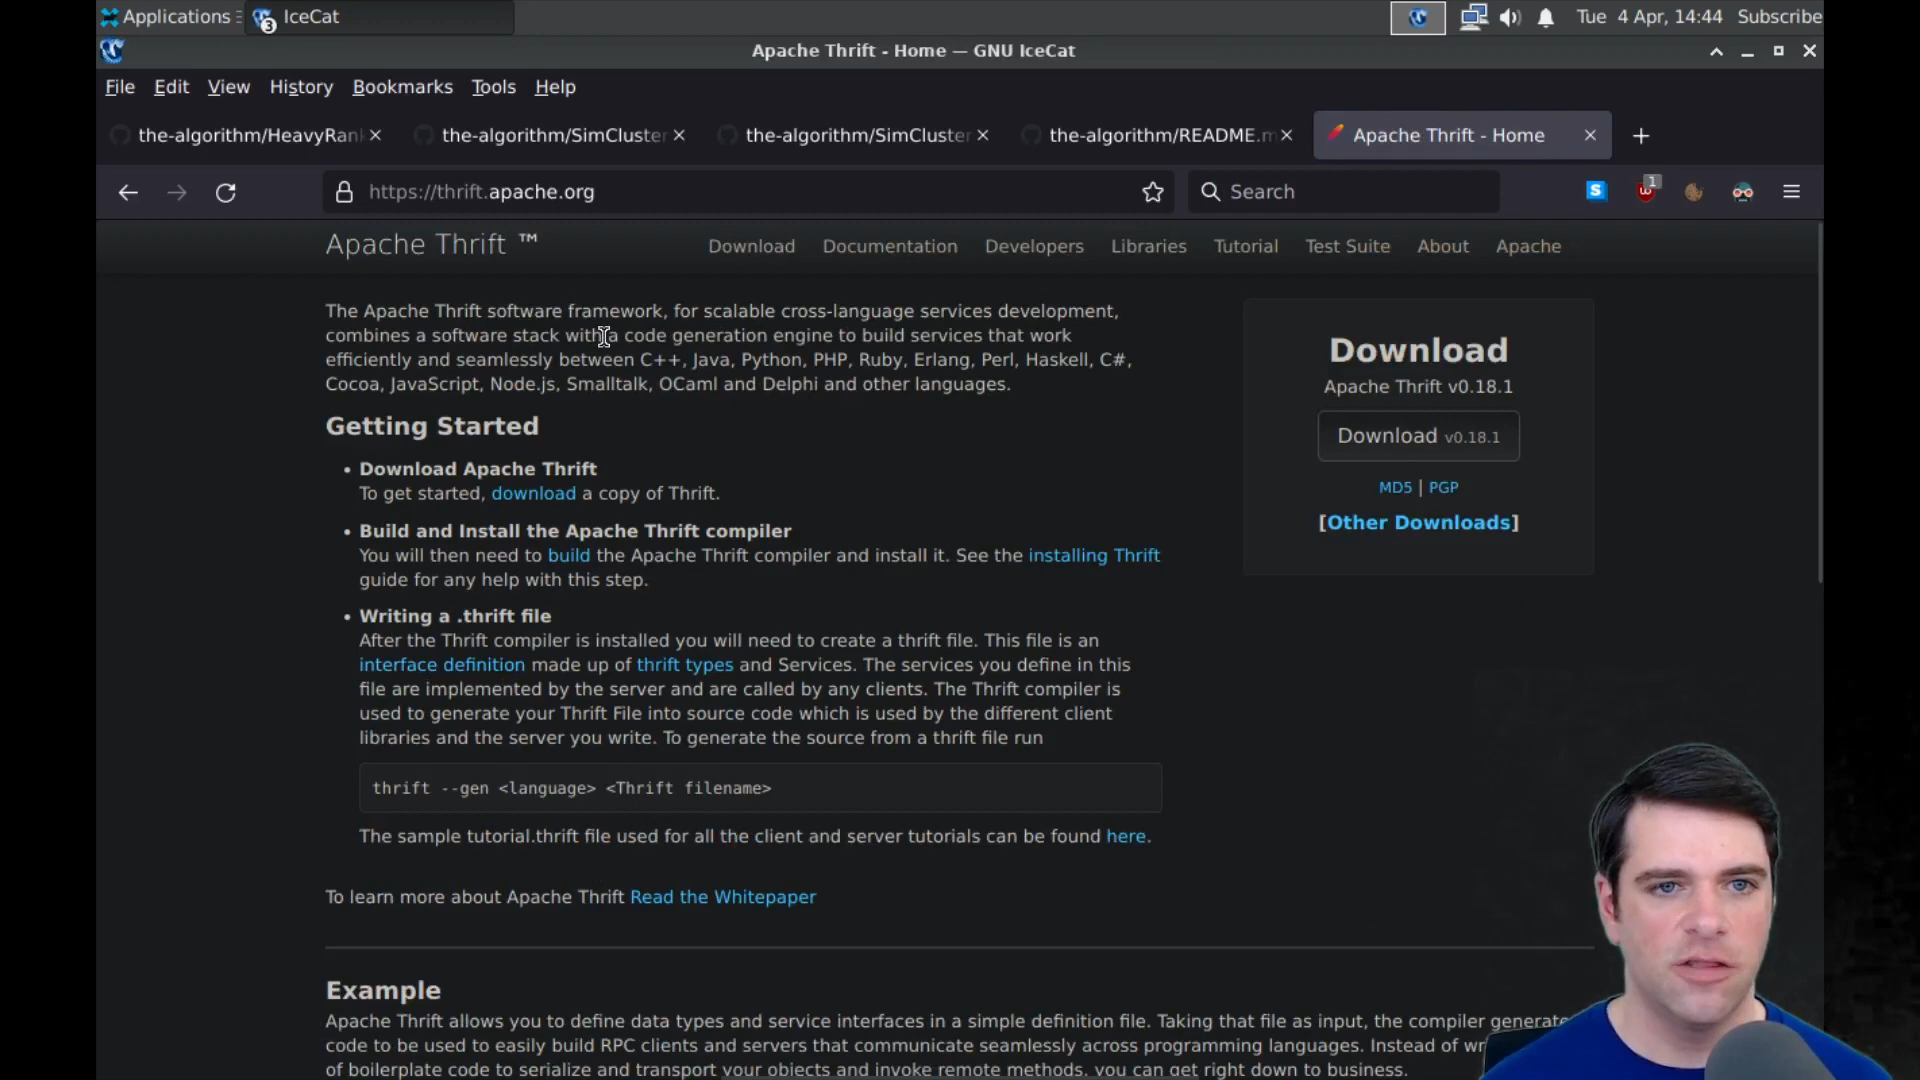 Applications
3 IceCat
Tue 4 Apr, 14:44 Subscribe
Apache Thrift - Home — GNU IceCat
File Edit View History Bookmarks Tools Help
the-algorithm/HeavyRan
the-algorithm/SimCluster
the-algorithm/SimCluster
the-algorithm/README.m
Apache Thrift - Home
https://thrift.apache.org
Search
S
1
Apache Thrift ™
Download Documentation Developers Libraries Tutorial Test Suite About Apache
The Apache Thrift software framework, for scalable cross-language services development,
combines a software stack with a code generation engine to build services that work
efficiently and seamlessly between C++, Java, Python, PHP, Ruby, Erlang, Perl, Haskell, C#,
Cocoa, JavaScript, Node.js, Smalltalk, OCaml and Delphi and other languages.
Download
Apache Thrift v0.18.1
Download v0.18.1
MD5 | PGP
[Other Downloads]
Getting Started
• Download Apache Thrift
To get started, download a copy of Thrift.
• Build and Install the Apache Thrift compiler
You will then need to build the Apache Thrift compiler and install it. See the installing Thrift
guide for any help with this step.
• Writing a .thrift file
After the Thrift compiler is installed you will need to create a thrift file. This file is an
interface definition made up of thrift types and Services. The services you define in this
file are implemented by the server and are called by any clients. The Thrift compiler is
used to generate your Thrift File into source code which is used by the different client
libraries and the server you write. To generate the source from a thrift file run
thrift --gen <language> <Thrift filename>
The sample tutorial.thrift file used for all the client and server tutorials can be found here.
To learn more about Apache Thrift Read the Whitepaper
Example
Apache Thrift allows you to define data types and service interfaces in a simple definition file. Taking that file as input, the compiler generate
code to be used to easily build RPC clients and servers that communicate seamlessly across programming languages. Instead of wr
of boilerplate code to serialize and transport your objects and invoke remote methods, you can get right down to business.